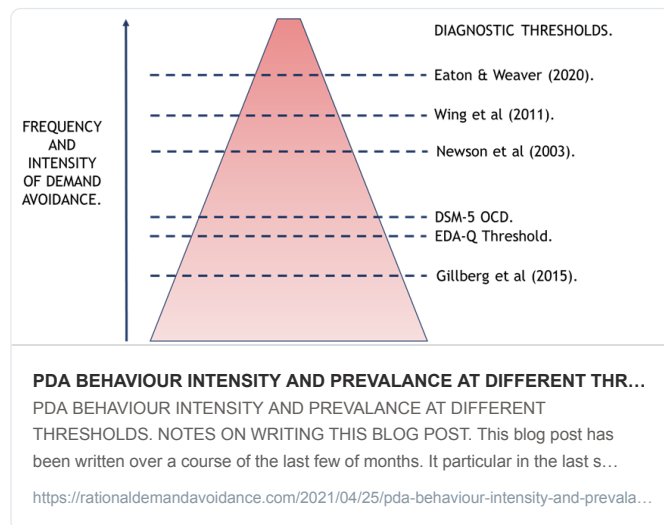 DIAGNOSTIC THRESHOLDS.
Eaton & Weaver (2020).
Wing et al (2011).
FREQUENCY
AND
INTENSITY
OF DEMAND
AVOIDANCE.
Newson et al (2003).
DSM-5 OCD.
EDA-Q Threshold.
Gillberg et al (2015).
PDA BEHAVIOUR INTENSITY AND PREVALANCE AT DIFFERENT THR…
PDA BEHAVIOUR INTENSITY AND PREVALANCE AT DIFFERENT
THRESHOLDS. NOTES ON WRITING THIS BLOG POST. This blog post has
been written over a course of the last few of months. It particular in the last s…
https://rationaldemandavoidance.com/2021/04/25/pda-behaviour-intensity-and-prevala…